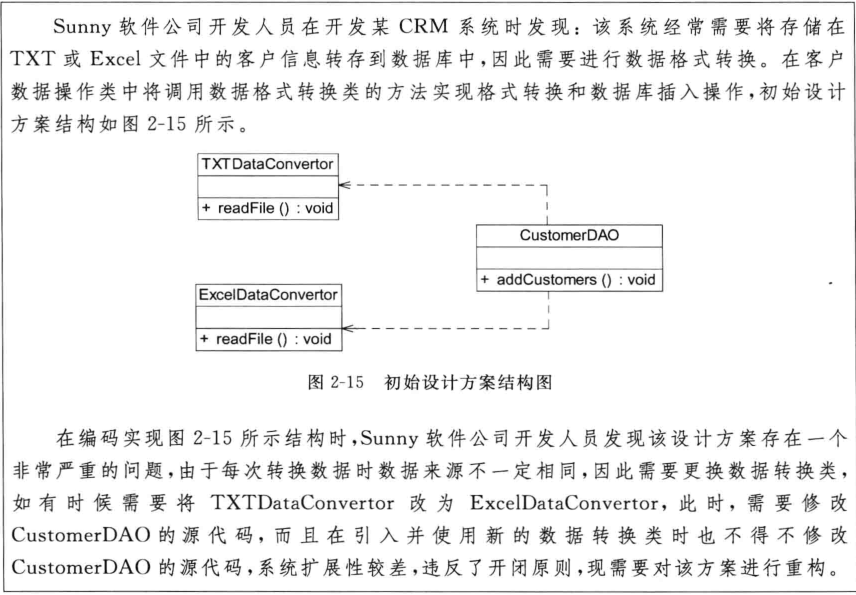 Sunny 软件公司开发人员在开发某 CRM 系统时发现：该系统经常需要将存储在
TXT 或 Excel 文件中的客户信息转存到数据库中,因此需要进行数据格式转换。在客户
数据操作类中将调用数据格式转换类的方法实现格式转换和数据库插入操作,初始设计
方案结构如图 2-15 所示。
TXTDataConvertor
+ readFile () : void
CustomerDAO
+ addCustomers () : void
ExcelDataConvertor
+ readFile () : void
图 2-15 初始设计方案结构图
在编码实现图 2-15 所示结构时,Sunny 软件公司开发人员发现该设计方案存在一个
非常严重的问题,由于每次转换数据时数据来源不一定相同,因此需要更换数据转换类,
如有时候需要将 TXTDataConvertor 改为 ExcelDataConvertor，此时，需要修改
CustomerDAO 的源代码,而且在引入并使用新的数据转换类时也不得不修改
CustomerDAO 的源代码,系统扩展性较差,违反了开闭原则,现需要对该方案进行重构。